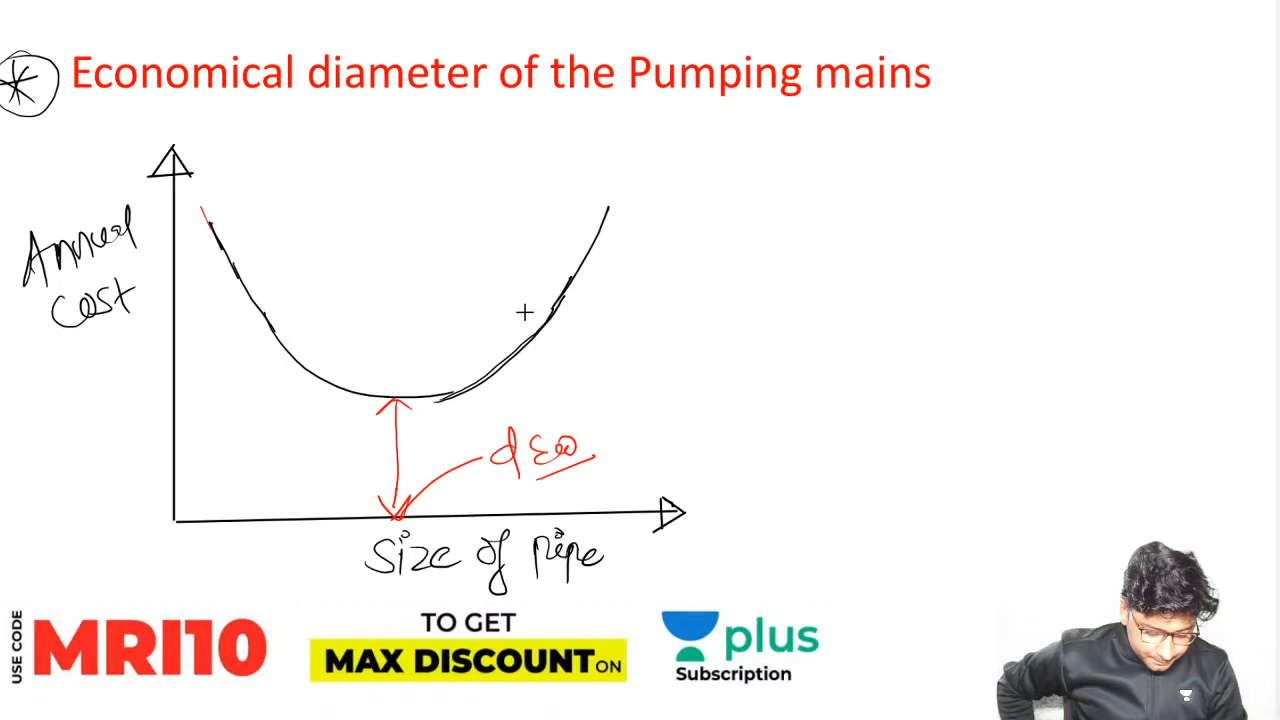 Economical diameter of the Pumping mains
Annual
Cost
d Eco
Size of Pipe
USE CODE
MRI10
TO GET
MAX DISCOUNT ON
plus
Subscription